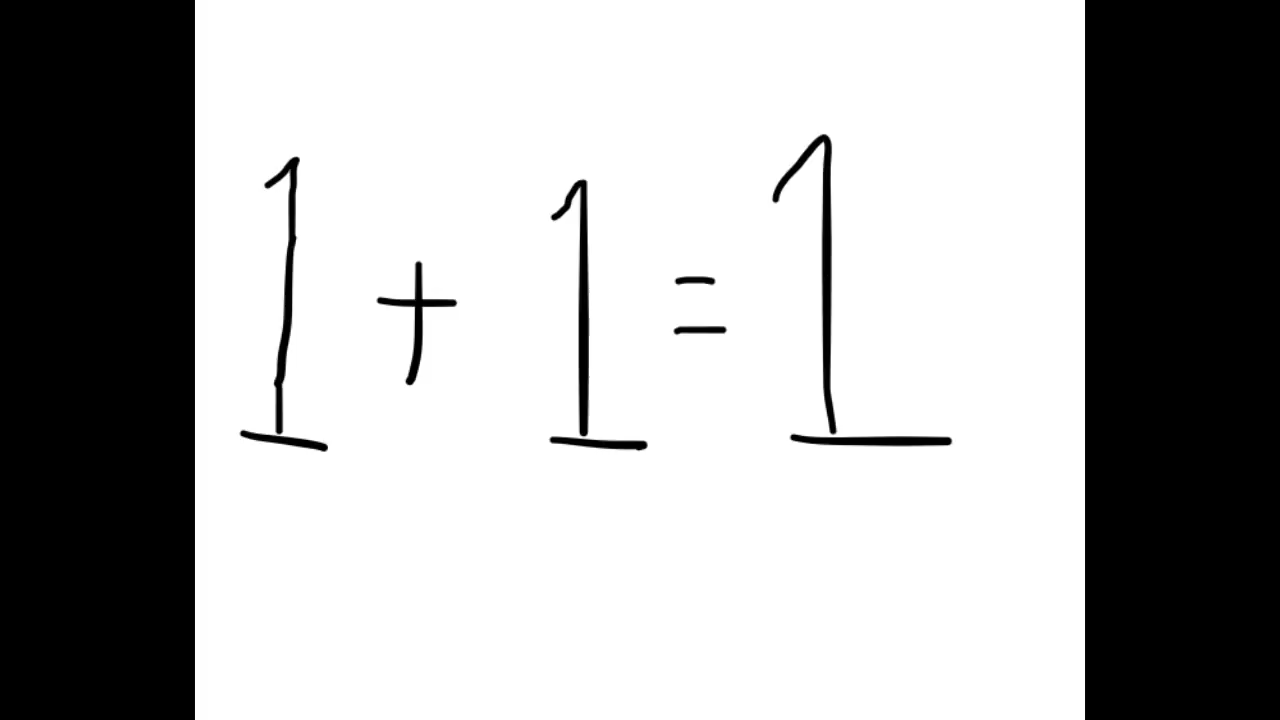 1 + 1 = 1